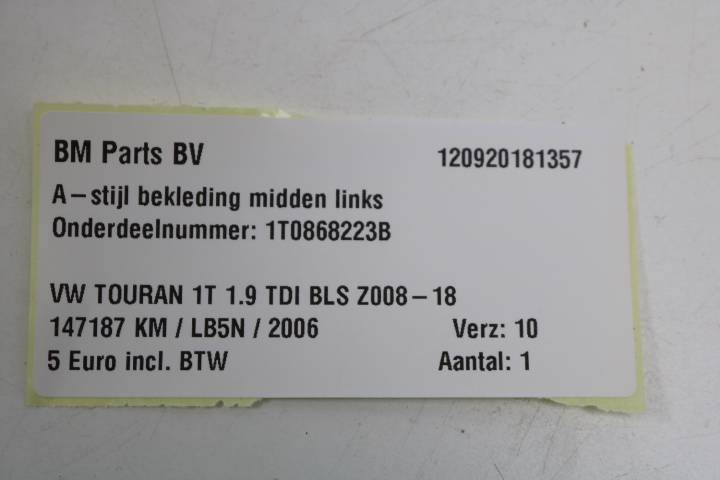 BM Parts BV 120920181357
A-stijl bekleding midden links
Onderdeelnummer: 1T0868223B
VW TOURAN 1T 1.9 TDI BLS Z008-18
147187 KM / LB5N / 2006 Verz: 10
5 Euro incl. BTW Aantal: 1